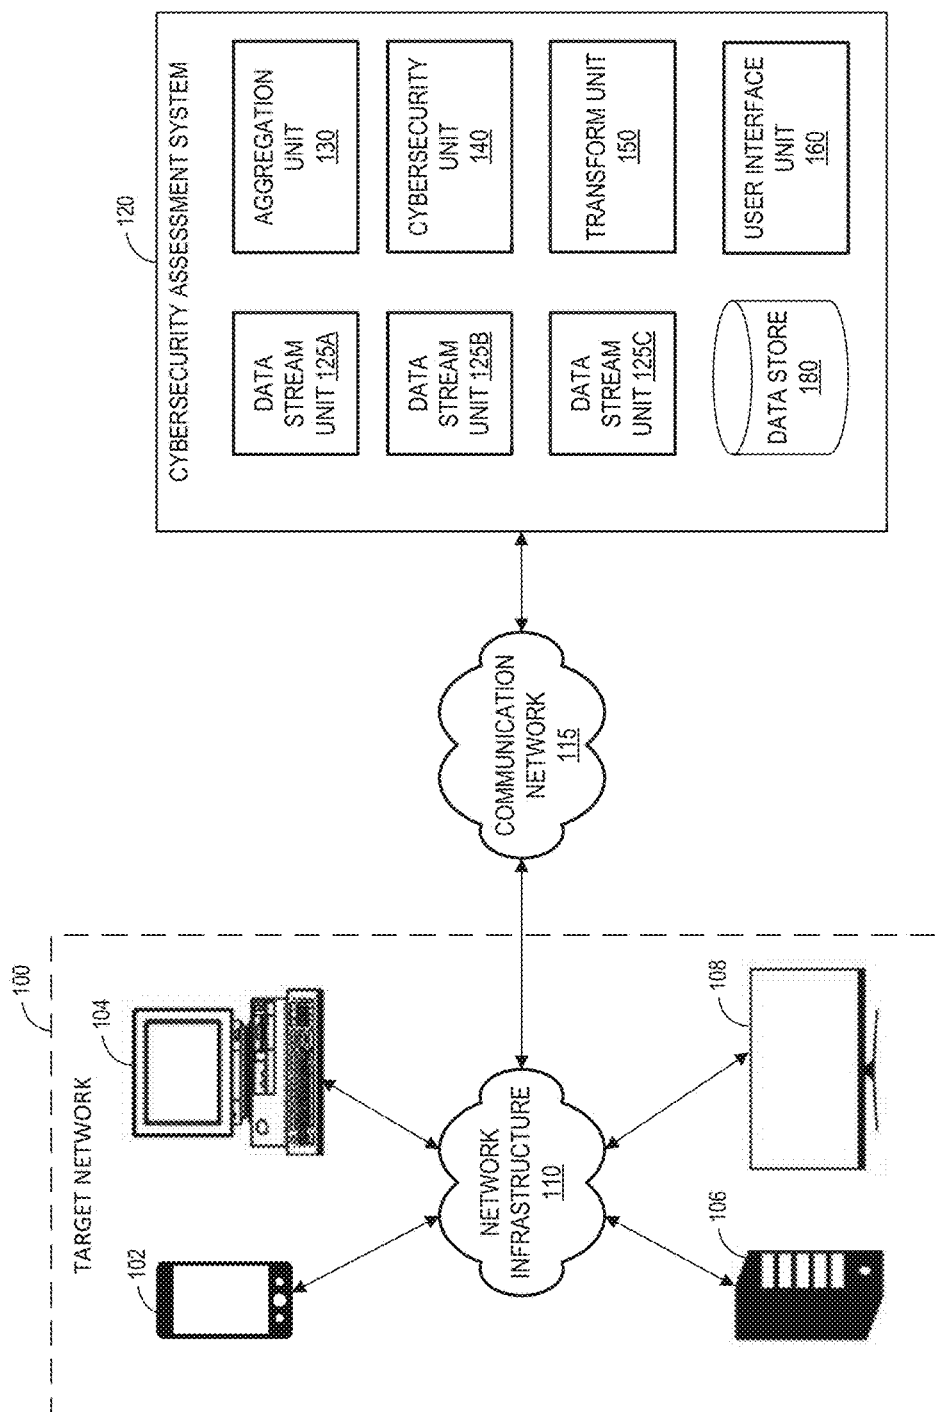 100
TARGET NETWORK
102
104
NETWORK
INFRASTRUCTURE
110
106
108
COMMUNICATION
NETWORK
115
120
CYBERSECURITY ASSESSMENT SYSTEM
DATA
STREAM
UNIT 125A
AGGREGATION
UNIT
130
DATA
STREAM
UNIT 125B
CYBERSECURITY
UNIT
140
DATA
STREAM
UNIT 125C
TRANSFORM UNIT
150
DATA STORE
180
USER INTERFACE
UNIT
160